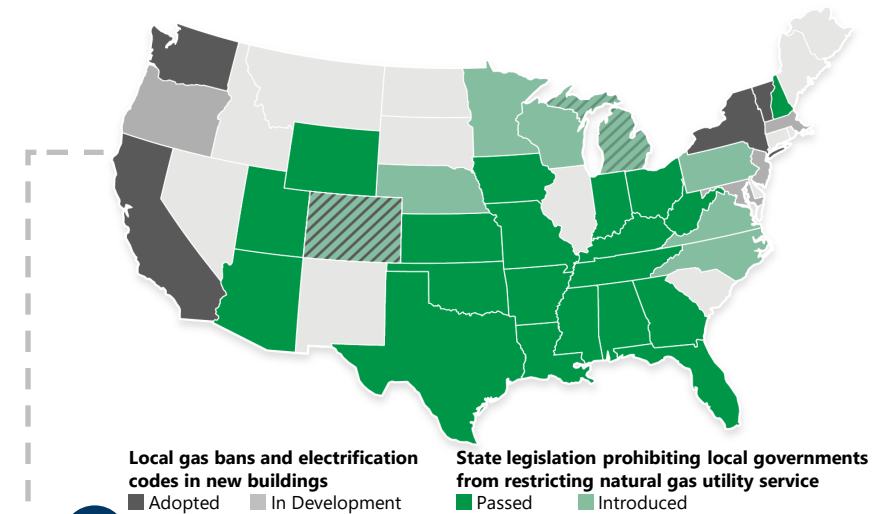 Local gas bans and electrification
codes in new buildings
Adopted In Development
State legislation prohibiting local governments
from restricting natural gas utility service
Passed Introduced